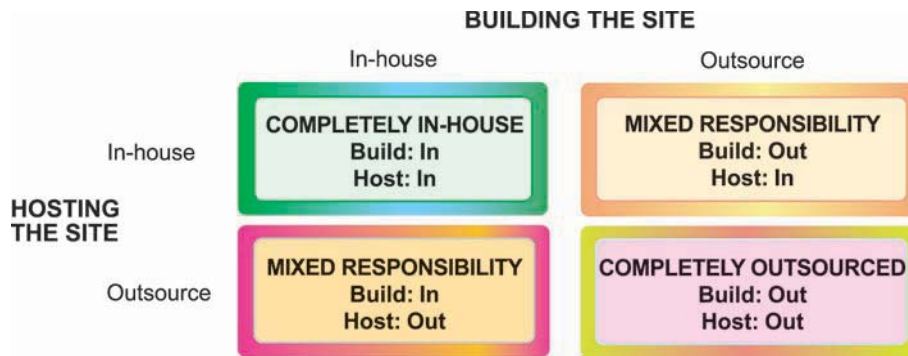 BUILDING THE SITE
In-house
Outsource
In-house
COMPLETELY IN-HOUSE
Build: In
Host: In
MIXED RESPONSIBILITY
Build: Out
Host: In
HOSTING
THE SITE
Outsource
MIXED RESPONSIBILITY
Build: In
Host: Out
COMPLETELY OUTSOURCED
Build: Out
Host: Out